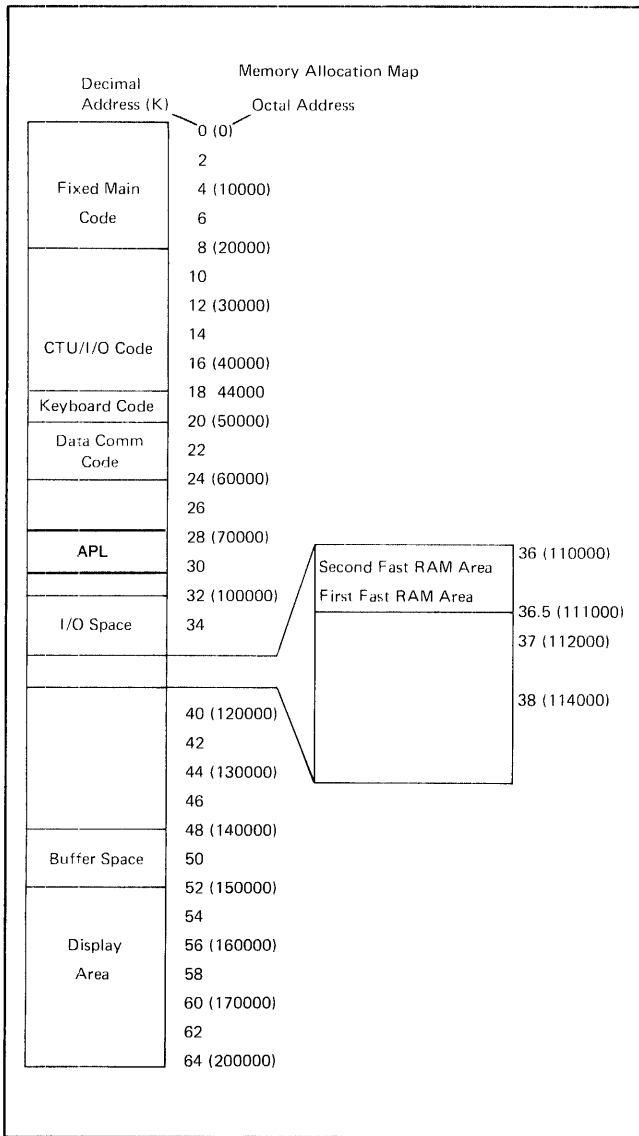 Memory Allocation Map
Decimal
Address (K)
Octal Address
0 (0)
2
Fixed Main
4 (10000)
Code
6
8 (20000)
10
12 (30000)
14
CTU/I/O Code
16 (40000)
18 44000
Keyboard Code
20 (50000)
Data Comm
Code
22
24 (60000)
26
28 (70000)
APL
30
32 (100000)
I/O Space
34
Second Fast RAM Area
36 (110000)
First Fast RAM Area
36.5 (111000)
37 (112000)
38 (114000)
40 (120000)
42
44 (130000)
46
48 (140000)
Buffer Space
50
52 (150000)
54
Display
56 (160000)
Area
58
60 (170000)
62
64 (200000)